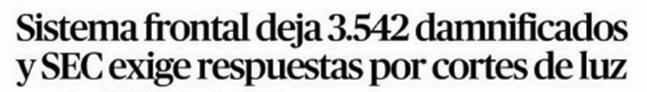 Sistema frontal deja 3.542 damnificados
y SEC exige respuestas por cortes de luz